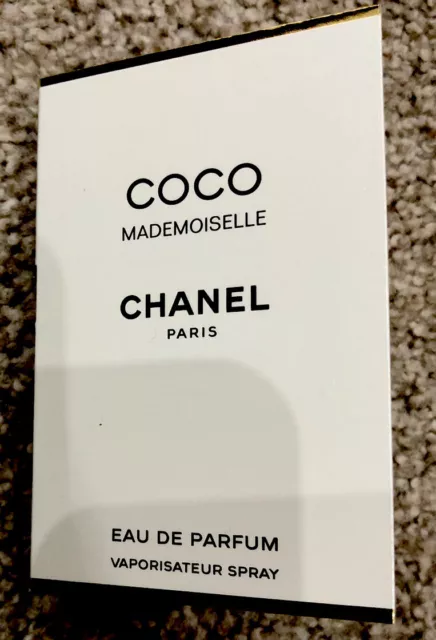 COCO
MADEMOISELLE
CHANEL
PARIS
EAU DE PARFUM
VAPORISATEUR SPRAY